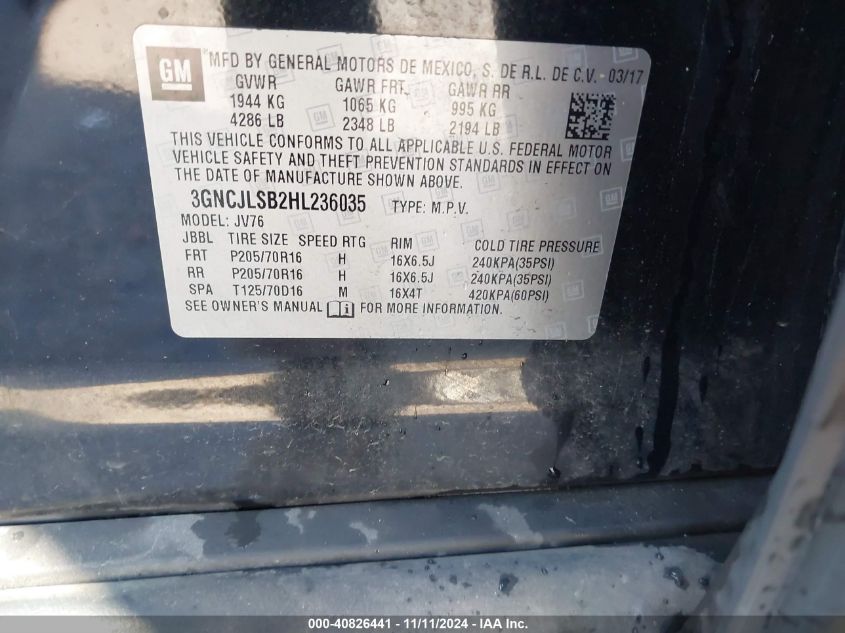 GM
MFD BY GENERAL MOTORS DE MEXICO, S. DE R.L. DE C.V. 03/17
GVWR GAWR FRT. GAWR RR
1944 KG 1065 KG 995 KG
4286 LB 2348 LB 2194 LB
THIS VEHICLE CONFORMS TO ALL APPLICABLE U.S. FEDERAL MOTOR
VEHICLE SAFETY AND THEFT PREVENTION STANDARDS IN EFFECT ON
THE DATE OF MANUFACTURE SHOWN ABOVE.
3GNCJLSB2HL236035 TYPE: M.P.V.
MODEL: JV76
JBBL TIRE SIZE SPEED RTG RIM COLD TIRE PRESSURE
FRT P205/70R16 H 16X6.5J 240KPA(35PSI)
RR P205/70R16 H 16X6.5J 240KPA(35PSI)
SPA T125/70D16 M 16X4T 420KPA(60PSI)
SEE OWNER'S MANUAL FOR MORE INFORMATION.
000-40826441 - 11/11/2024 - IAA Inc.